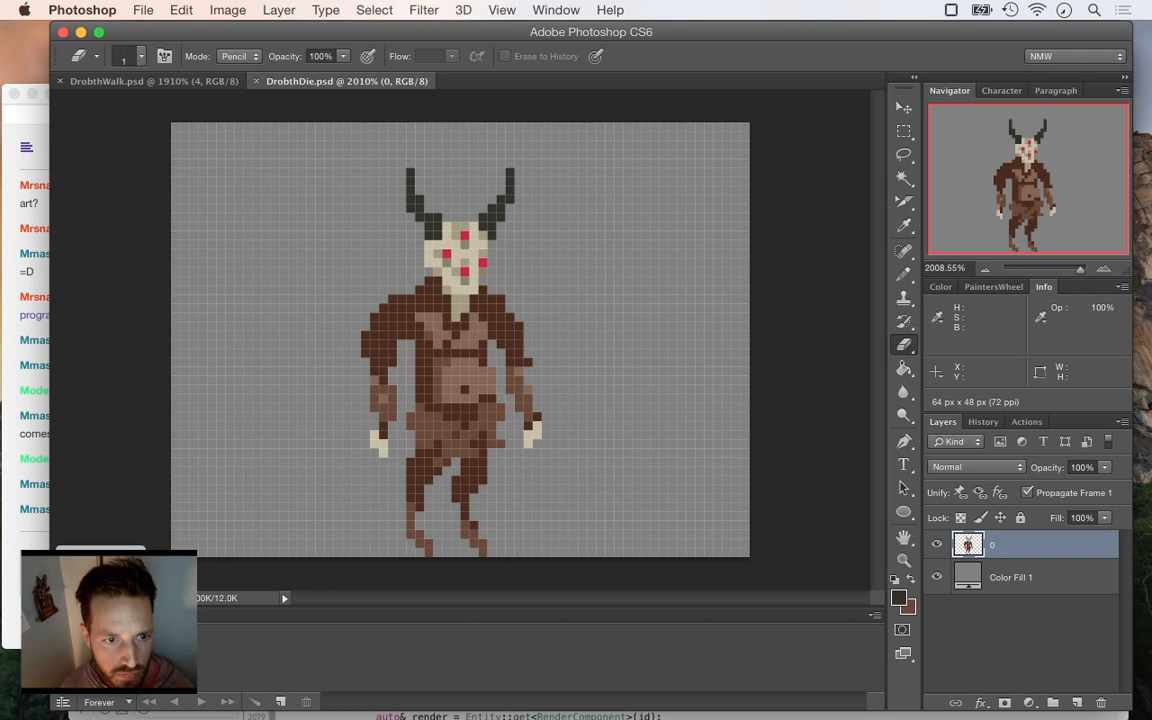 Photoshop File Edit Image Layer Type Select Filter 3D View Window Help
Adobe Photoshop CS6
1 Mode: Pencil Opacity: 100% Flow: Erase to History NMW
× DrobthWalk.psd @ 1910% (4, RGB/8) × DrobthDie.psd @ 2010% (0, RGB/8)
Navigator Character Paragraph
2008.55%
Color PaintersWheel Info
H: Op: 100%
S:
B:
X: W:
Y: H:
64 px x 48 px (72 ppi)
Layers History Actions
Kind
Normal Opacity: 100%
Unify: Propagate Frame 1
Lock: Fill: 100%
0
Color Fill 1
Mrsna
art?
Mrsna
Mmas
=D
Mrsna
progra
Mmas
Mmas
Mode
Mmas
comes
Mode
Mmas
Mmas
00K/12.0K
Forever
2079 auto& render = Entity::get<RenderComponent>(id);